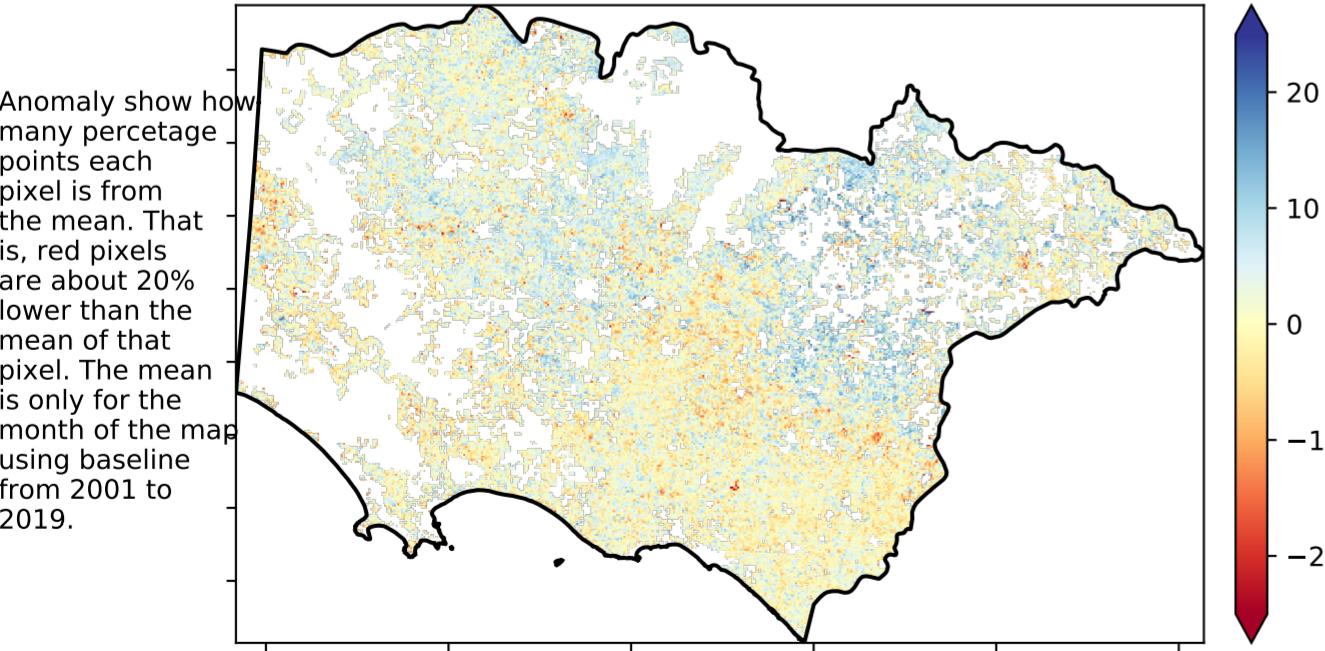 Anomaly show how
many percetage
points each
pixel is from
the mean. That
is, red pixels
are about 20%
lower than the
mean of that
pixel. The mean
is only for the
month of the map
using baseline
from 2001 to
2019.
20
10
0
−1
−2